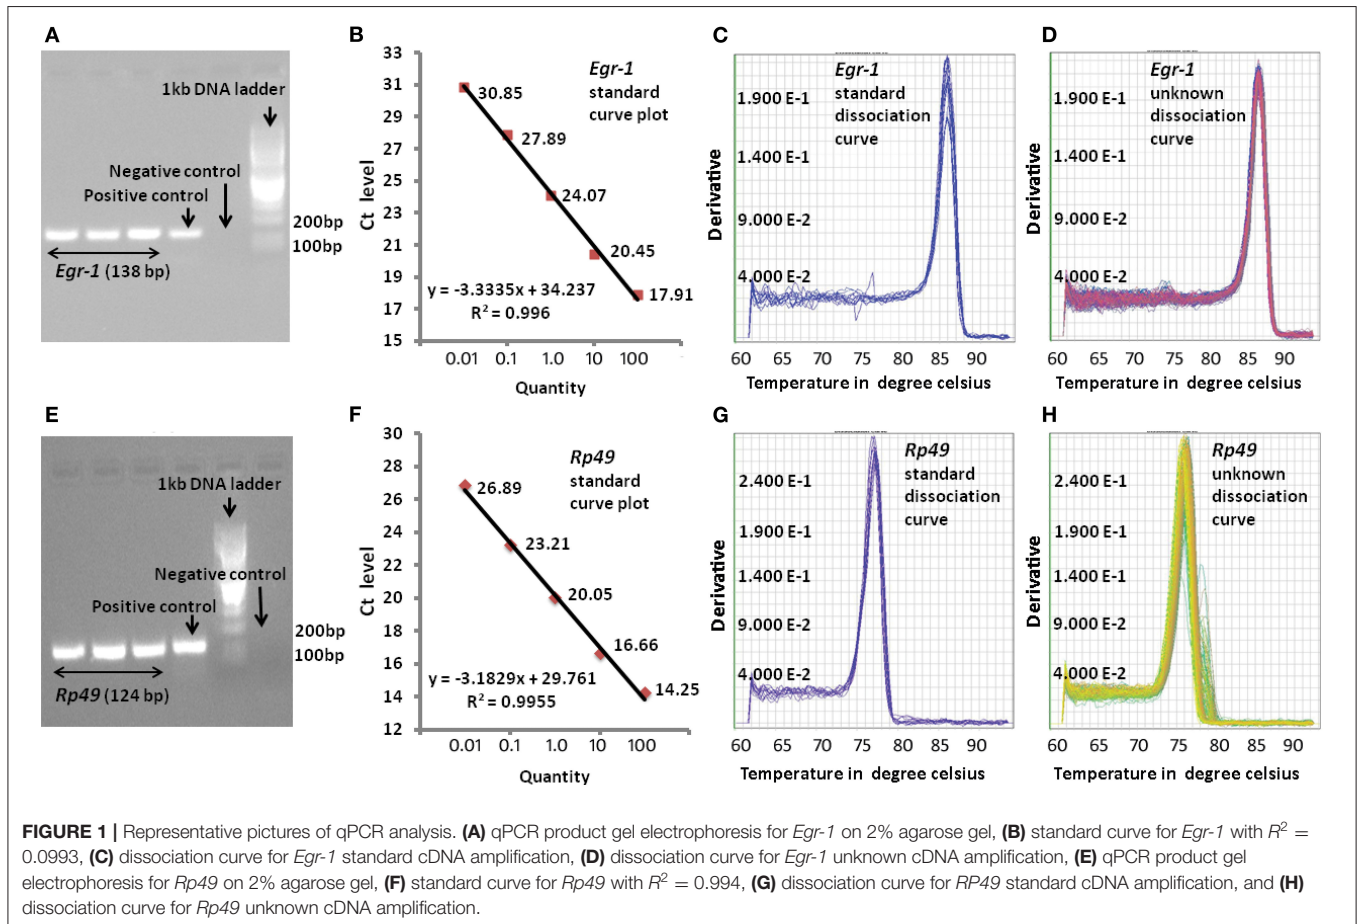 A
1kb DNA ladder
Negative control
Positive control
200bp
100bp
Egr-1 (138 bp)
B
Egr-1
standard
curve plot
Ct level
33
31
29
27
25
23
21
19
17
15
30.85
27.89
24.07
20.45
17.91
y = -3.3335x + 34.237
R² = 0.996
0.01 0.1 1.0 10 100
Quantity
C
Egr-1
standard
dissociation
curve
Derivative
1.900 E-1
1.400 E-1
9.000 E-2
4.000 E-2
60 65 70 75 80 85 90
Temperature in degree celsius
D
Egr-1
unknown
dissociation
curve
Derivative
1.900 E-1
1.400 E-1
9.000 E-2
4.000 E-2
60 65 70 75 80 85 90
Temperature in degree celsius
E
1kb DNA ladder
Negative control
Positive control
200bp
100bp
Rp49 (124 bp)
F
Rp49
standard
curve plot
Ct level
30
28
26
24
22
20
18
16
14
12
26.89
23.21
20.05
16.66
14.25
y = -3.1829x + 29.761
R² = 0.9955
0.01 0.1 1.0 10 100
Quantity
G
Rp49
standard
dissociation
curve
Derivative
2.400 E-1
1.900 E-1
1.400 E-1
9.000 E-2
4.000 E-2
60 65 70 75 80 85 90
Temperature in degree celsius
H
Rp49
unknown
dissociation
curve
Derivative
2.400 E-1
1.900 E-1
1.400 E-1
9.000 E-2
4.000 E-2
60 65 70 75 80 85 90
Temperature in degree celsius
FIGURE 1 | Representative pictures of qPCR analysis. (A) qPCR product gel electrophoresis for Egr-1 on 2% agarose gel, (B) standard curve for Egr-1 with R² =
0.0993, (C) dissociation curve for Egr-1 standard cDNA amplification, (D) dissociation curve for Egr-1 unknown cDNA amplification, (E) qPCR product gel
electrophoresis for Rp49 on 2% agarose gel, (F) standard curve for Rp49 with R² = 0.994, (G) dissociation curve for RP49 standard cDNA amplification, and (H)
dissociation curve for Rp49 unknown cDNA amplification.